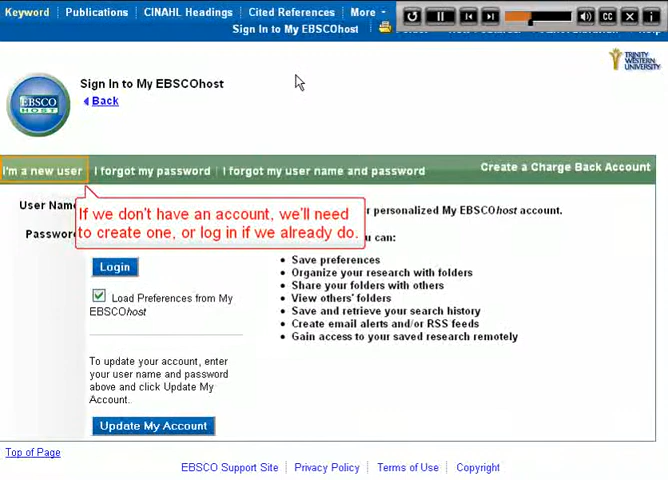 Keyword Publications CINAHL Headings Cited References More
CC
Sign In to My EBSCOhost
TRINITY
WESTERN
UNIVERSITY
Sign In to My EBSCOhost
Back
EBSCO
HOST
I'm a new user I forgot my password I forgot my user name and password Create a Charge Back Account
User Name
personalized My EBSCOhost account.
If we don't have an account, we'll need
to create one, or log in if we already do.
Password
can:
Login
Save preferences
Organize your research with folders
Share your folders with others
View others' folders
Save and retrieve your search history
Create email alerts and/or RSS feeds
Gain access to your saved research remotely
Load Preferences from My
EBSCOhost
To update your account, enter
your user name and password
above and click Update My
Account.
Update My Account
Top of Page
EBSCO Support Site Privacy Policy Terms of Use Copyright